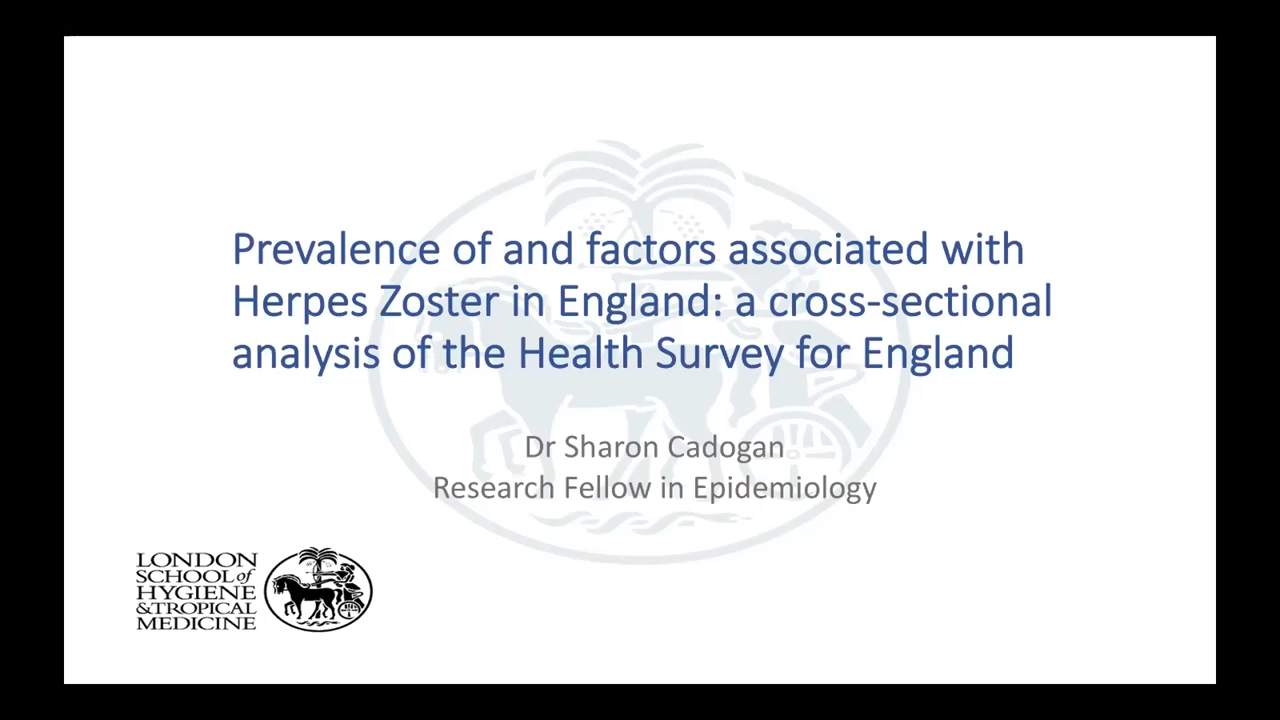 Prevalence of and factors associated with
Herpes Zoster in England: a cross-sectional
analysis of the Health Survey for England
Dr Sharon Cadogan
Research Fellow in Epidemiology
LONDON
SCHOOL of
HYGIENE
& TROPICAL
MEDICINE